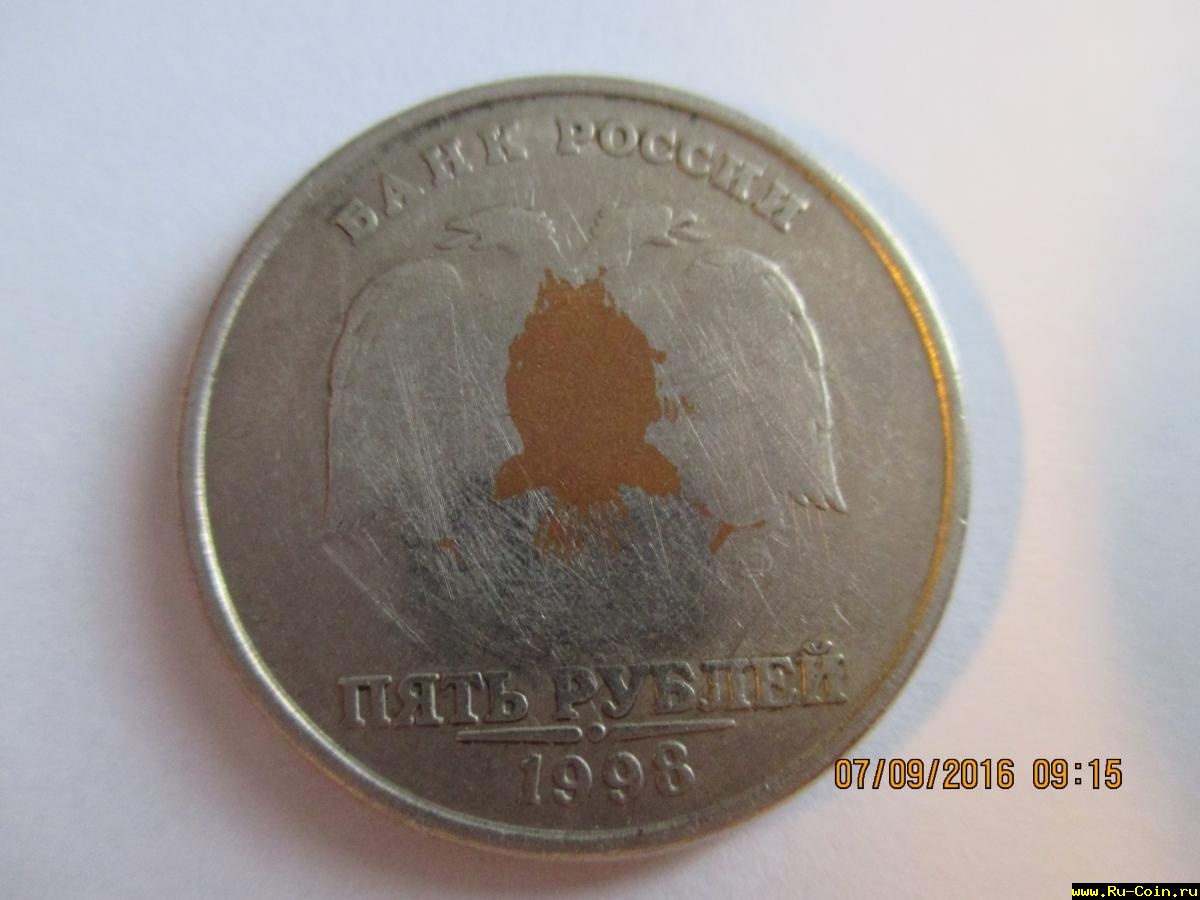 БАНК РОССИИ
ПЯТЬ РУБЛЕЙ
1998
07/09/2016 09:15
www.Ru-Coin.ru